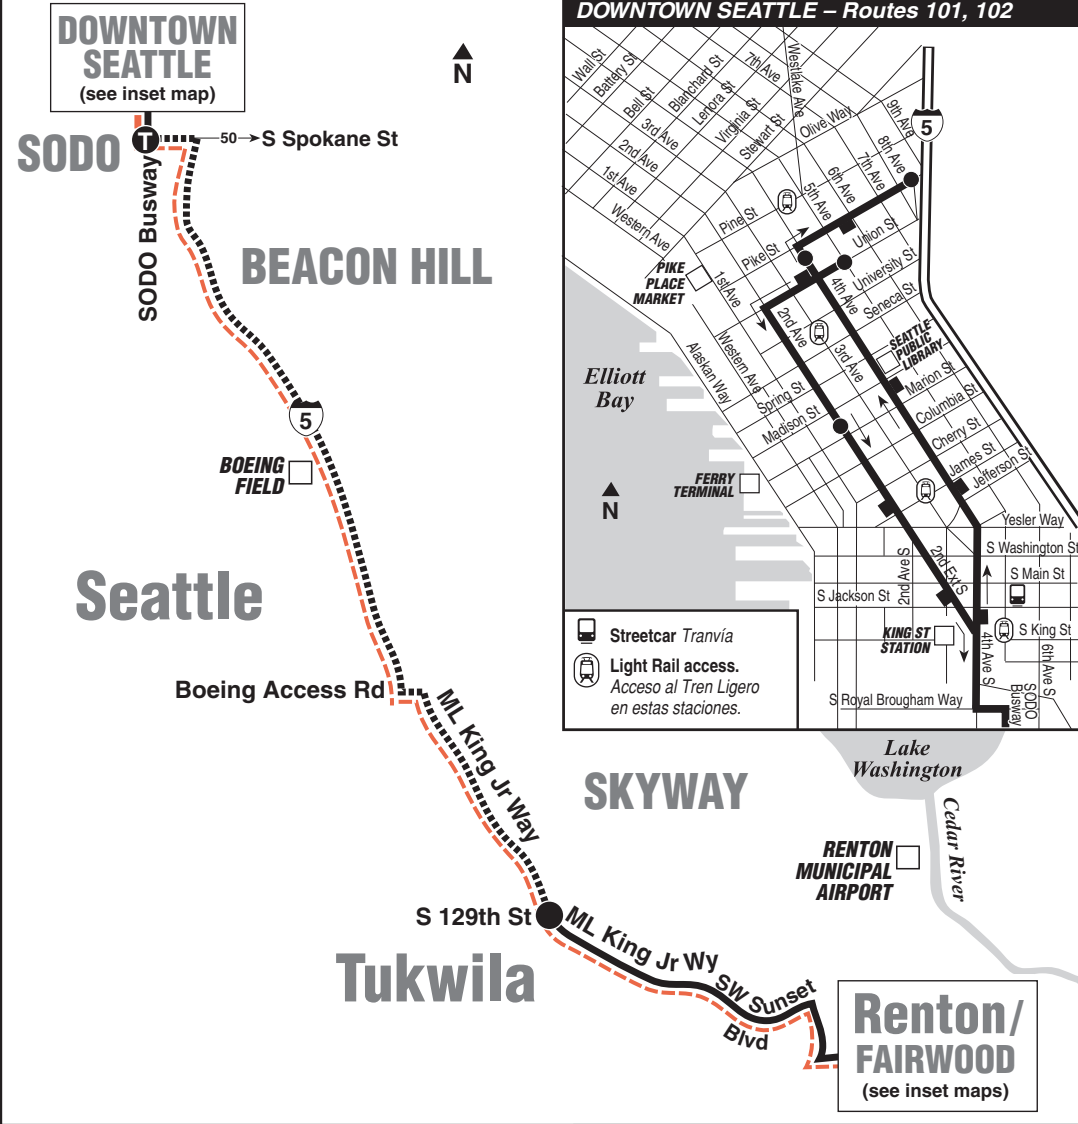 DOWNTOWN
SEATTLE
(see inset map)
N
SODO
T
50
S Spokane St
SODO Busway
BEACON HILL
5
BOEING
FIELD
Seattle
Boeing Access Rd
ML King Jr Way
S 129th St
ML King Jr Wy
Tukwila
SW Sunset
Blvd
SKYWAY
Lake
Washington
Cedar River
RENTON
MUNICIPAL
AIRPORT
Renton/
FAIRWOOD
(see inset maps)
DOWNTOWN SEATTLE – Routes 101, 102
Wall St
Battery St
Bell St
Blanchard St
Lenora St
Virginia St
Stewart St
7th Ave
Westlake Ave
Olive Way
9th Ave
8th Ave
7th Ave
6th Ave
5th Ave
3rd Ave
2nd Ave
1st Ave
Western Ave
5
Pine St
Pike St
Union St
University St
Seneca St
PIKE
PLACE
MARKET
1st Ave
2nd Ave
4th Ave
3rd Ave
SEATTLE
PUBLIC
LIBRARY
Western Ave
Alaskan Way
Elliott
Bay
Spring St
Madison St
Marion St
Columbia St
Cherry St
James St
Jefferson St
FERRY
TERMINAL
N
Yesler Way
S Washington St
S Main St
S Jackson St
2nd Ave S
2nd Ext S
KING ST
STATION
S King St
4th Ave S
6th Ave S
S Royal Brougham Way
SODO
Busway
Streetcar Tranvía
Light Rail access.
Acceso al Tren Ligero
en estas staciones.